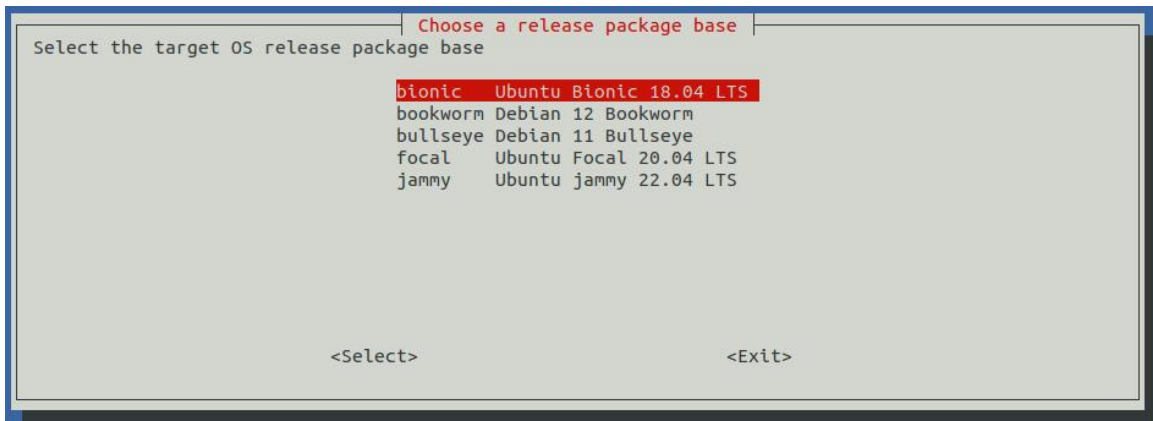 Choose a release package base
Select the target OS release package base
bionic Ubuntu Bionic 18.04 LTS
bookworm Debian 12 Bookworm
bullseye Debian 11 Bullseye
focal Ubuntu Focal 20.04 LTS
jammy Ubuntu jammy 22.04 LTS
<Select> <Exit>